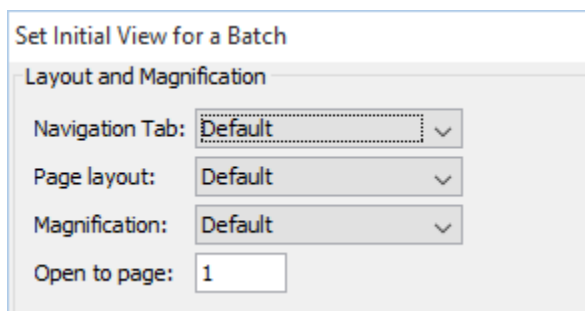 Set Initial View for a Batch
Layout and Magnification
Navigation Tab: Default
Page layout: Default
Magnification: Default
Open to page: 1